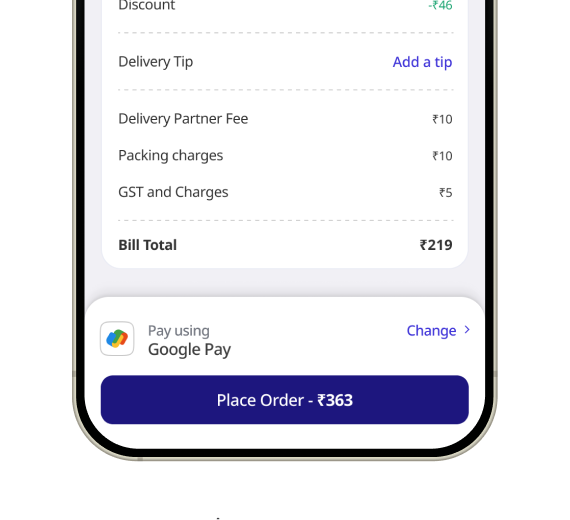 Discount -₹46
Delivery Tip Add a tip
Delivery Partner Fee ₹10
Packing charges ₹10
GST and Charges ₹5
Bill Total ₹219
Pay using Change
Google Pay
Place Order - ₹363